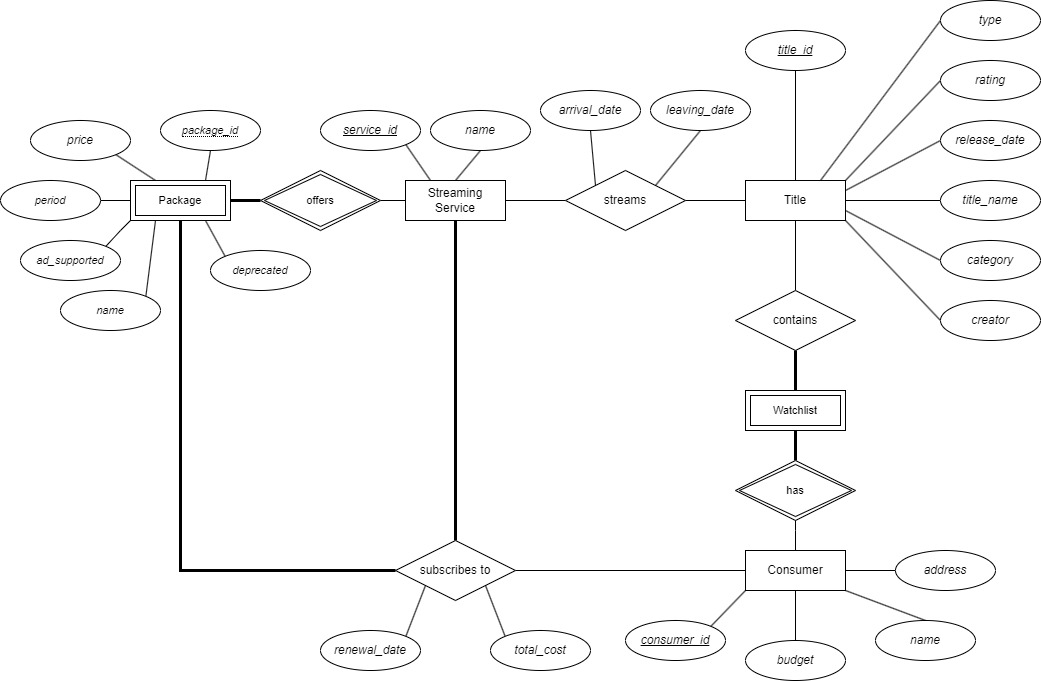 type
title_id
rating
arrival_date
leaving_date
package_id
service_id
name
price
release_date
period
Package
offers
Streaming
Service
streams
Title
title_name
ad_supported
deprecated
category
name
contains
creator
Watchlist
has
subscribes to
Consumer
address
renewal_date
total_cost
consumer_id
budget
name